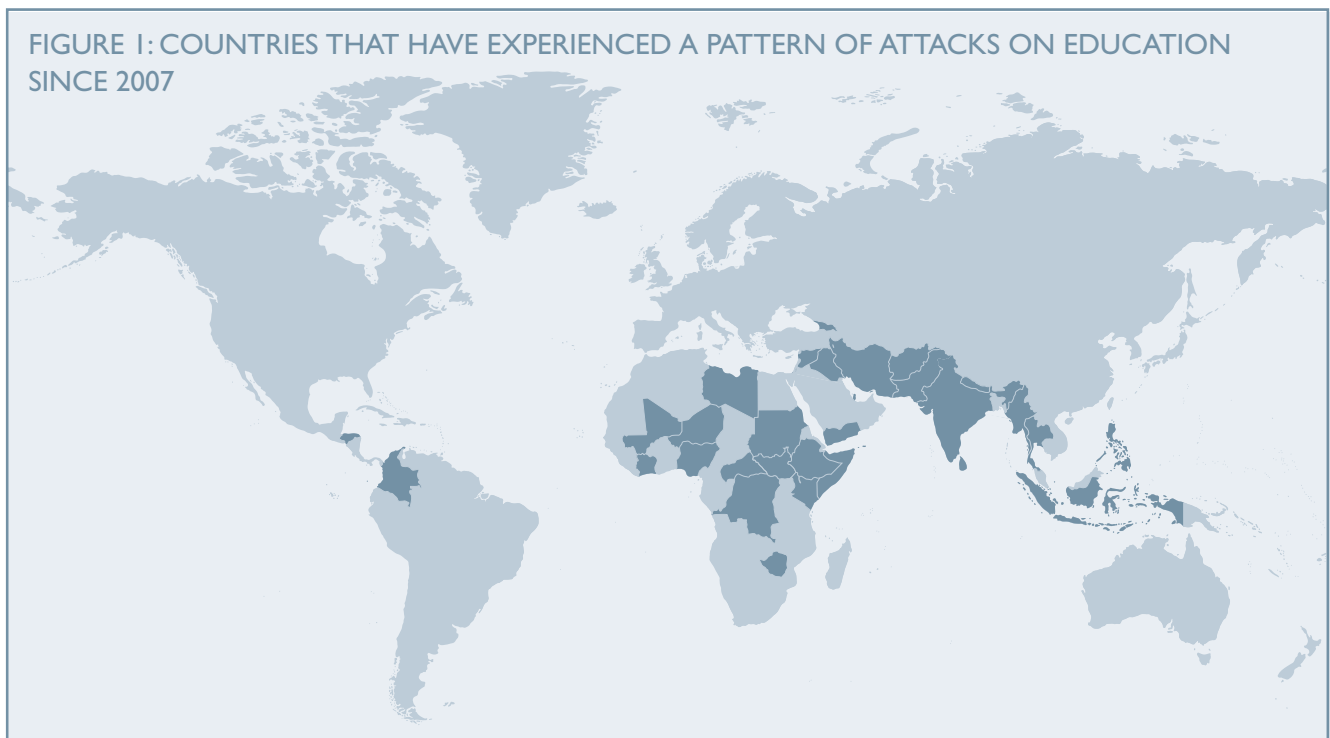 FIGURE 1: COUNTRIES THAT HAVE EXPERIENCED A PATTERN OF ATTACKS ON EDUCATION
SINCE 2007